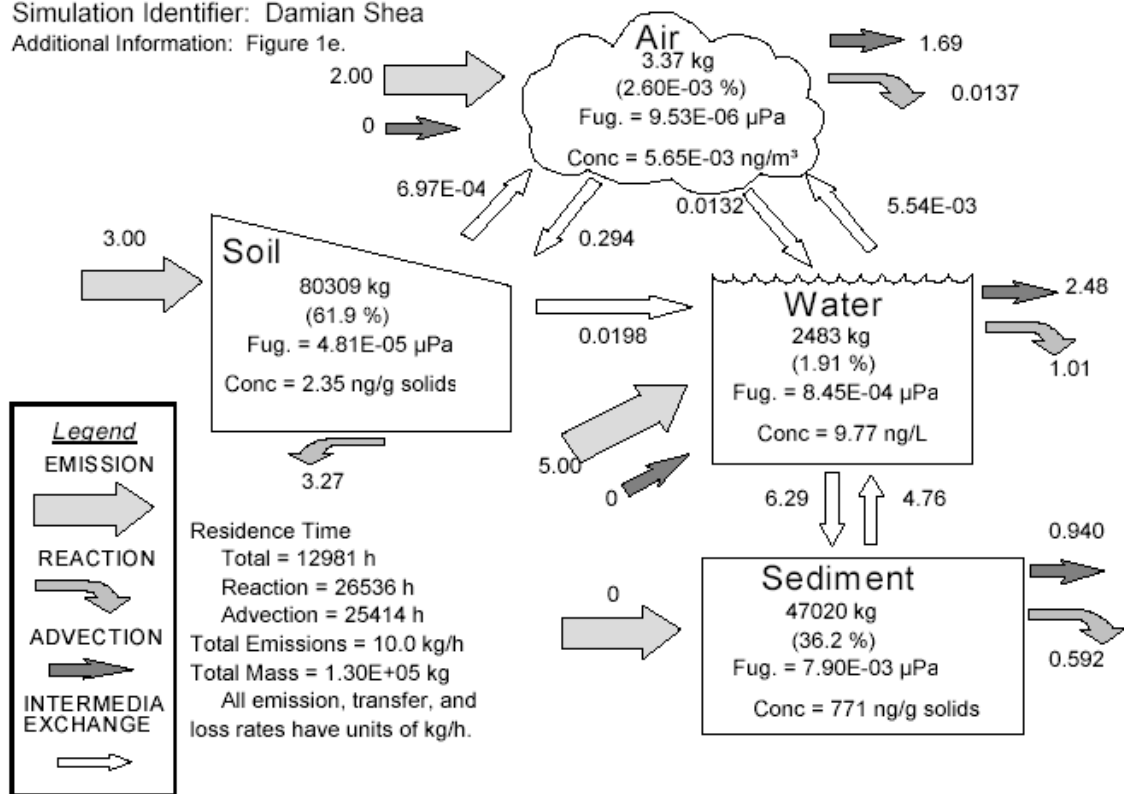 Simulation Identifier: Damian Shea
Additional Information: Figure 1e.
Air
3.37 kg
(2.60E-03 %)
Fug. = 9.53E-06 µPa
Conc = 5.65E-03 ng/m³
2.00
0
1.69
0.0137
6.97E-04
0.294
0.0132
5.54E-03
3.00
Soil
80309 kg
(61.9 %)
Fug. = 4.81E-05 µPa
Conc = 2.35 ng/g solids
0.0198
3.27
Water
2483 kg
(1.91 %)
Fug. = 8.45E-04 µPa
Conc = 9.77 ng/L
2.48
1.01
5.00
0
6.29
4.76
Sediment
47020 kg
(36.2 %)
Fug. = 7.90E-03 µPa
Conc = 771 ng/g solids
0
0.940
0.592
Legend
EMISSION
REACTION
ADVECTION
INTERMEDIA
EXCHANGE
Residence Time
Total = 12981 h
Reaction = 26536 h
Advection = 25414 h
Total Emissions = 10.0 kg/h
Total Mass = 1.30E+05 kg
All emission, transfer, and
loss rates have units of kg/h.